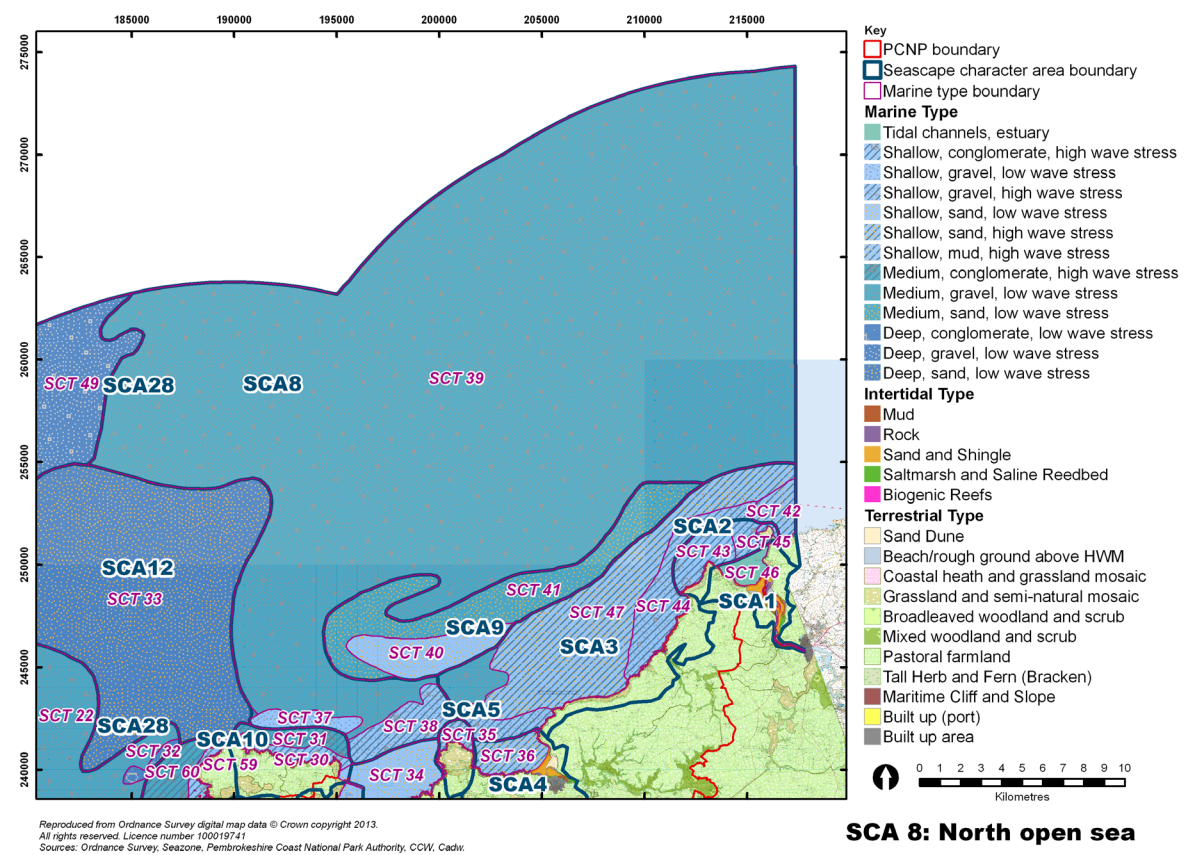 185000 190000 195000 200000 205000 210000 215000
275000
270000
265000
260000
255000
250000
245000
240000
SCT 49
SCA28
SCA8
SCT 39
SCA12
SCT 33
SCT 42
SCA2
SCT 45
SCT 43
SCT 46
SCT 41
SCA1
SCT 47
SCT 44
SCA9
SCA3
SCT 40
SCT 22
SCA28
SCT 37
SCT 38
SCA5
SCA10
SCT 31
SCT 35
SCT 32
SCT 59
SCT 30
SCT 36
SCT 60
SCT 34
SCA4
Key
PCNP boundary
Seascape character area boundary
Marine type boundary
Marine Type
Tidal channels, estuary
Shallow, conglomerate, high wave stress
Shallow, gravel, low wave stress
Shallow, gravel, high wave stress
Shallow, sand, low wave stress
Shallow, sand, high wave stress
Shallow, mud, high wave stress
Medium, conglomerate, high wave stress
Medium, gravel, low wave stress
Medium, sand, low wave stress
Deep, conglomerate, low wave stress
Deep, gravel, low wave stress
Deep, sand, low wave stress
Intertidal Type
Mud
Rock
Sand and Shingle
Saltmarsh and Saline Reedbed
Biogenic Reefs
Terrestrial Type
Sand Dune
Beach/rough ground above HWM
Coastal heath and grassland mosaic
Grassland and semi-natural mosaic
Broadleaved woodland and scrub
Mixed woodland and scrub
Pastoral farmland
Tall Herb and Fern (Bracken)
Maritime Cliff and Slope
Built up (port)
Built up area
0 1 2 3 4 5 6 7 8 9 10
Kilometres
SCA 8: North open sea
Reproduced from Ordnance Survey digital map data © Crown copyright 2013.
All rights reserved. Licence number 100019741
Sources: Ordnance Survey, Seazone, Pembrokeshire Coast National Park Authority, CCW, Cadw.